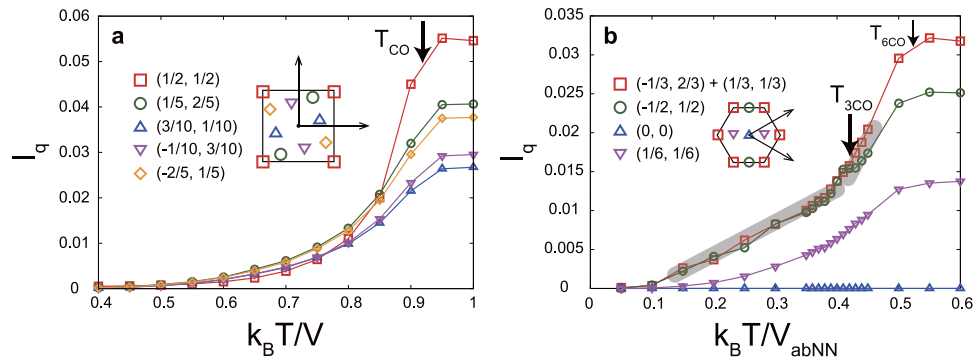 a
T_CO
(1/2, 1/2)
(1/5, 2/5)
(3/10, 1/10)
(-1/10, 3/10)
(-2/5, 1/5)
I_q
0.06
0.05
0.04
0.03
0.02
0.01
0
0.4 0.5 0.6 0.7 0.8 0.9 1
k_B T/V
b
T_6CO
(-1/3, 2/3) + (1/3, 1/3)
(-1/2, 1/2)
(0, 0)
(1/6, 1/6)
T_3CO
I_q
0.035
0.03
0.025
0.02
0.015
0.01
0.005
0
0 0.1 0.2 0.3 0.4 0.5 0.6
k_B T/V_abNN